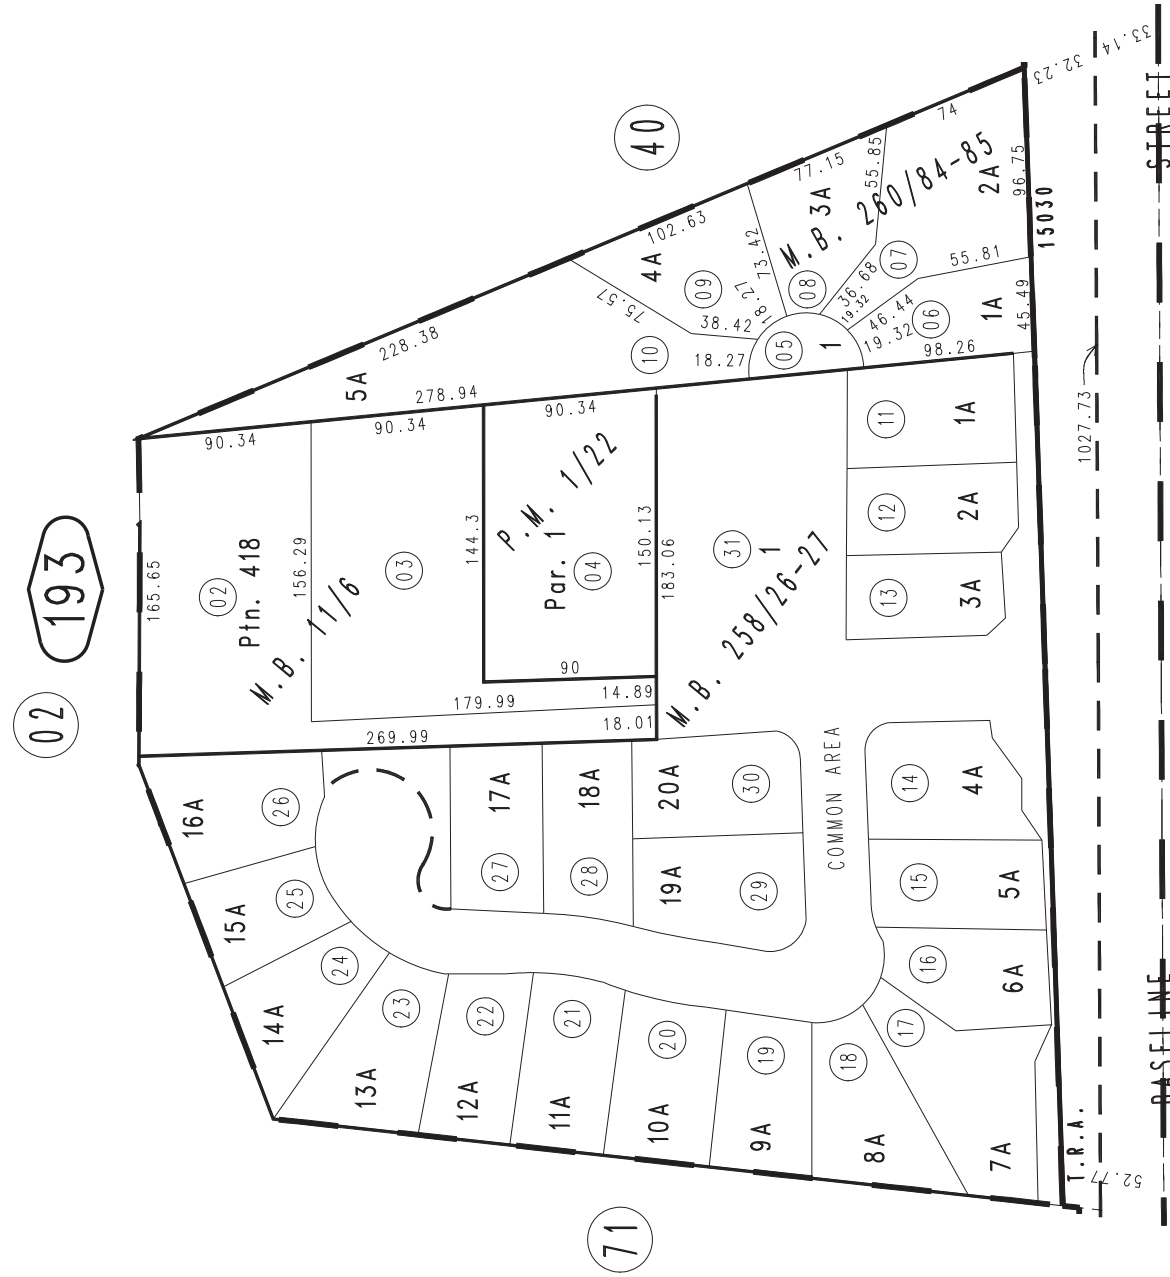 193
02
40
71
33.14
32.23
STREET
BASELINE
T.R.A.
15030
52.77
1027.73
165.65
02
Ptn. 418
M.B. 11/6
156.29
03
144.3
P.M. 1/22
Par. 1
04
150.13
90
14.89
179.99
18.01
269.99
90.34
90.34
90.34
278.94
228.38
5A
10
75.57
102.63
4A
09
38.42
18.27
18.27
73.42
77.15
3A
08
M.B. 260/84-85
55.85
74
2A
96.75
07
36.68
19.32
46.44
19.32
06
55.81
1A
45.49
98.26
05
1
183.06
31
1
M.B. 258/26-27
11
1A
12
2A
13
3A
14
4A
15
5A
16
6A
17
7A
18
8A
19
9A
20
10A
21
11A
22
12A
23
13A
24
14A
25
15A
26
16A
27
17A
28
18A
29
19A
30
20A
COMMON AREA